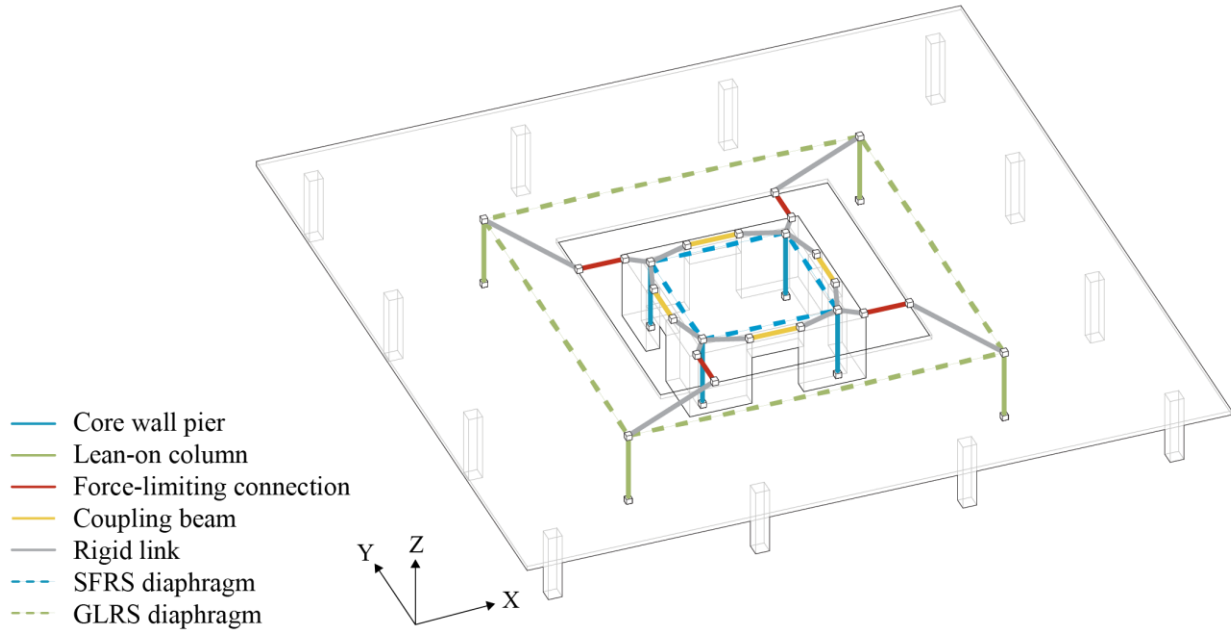 Core wall pier
Lean-on column
Force-limiting connection
Coupling beam
Rigid link
SFRS diaphragm
GLRS diaphragm
Y
Z
X